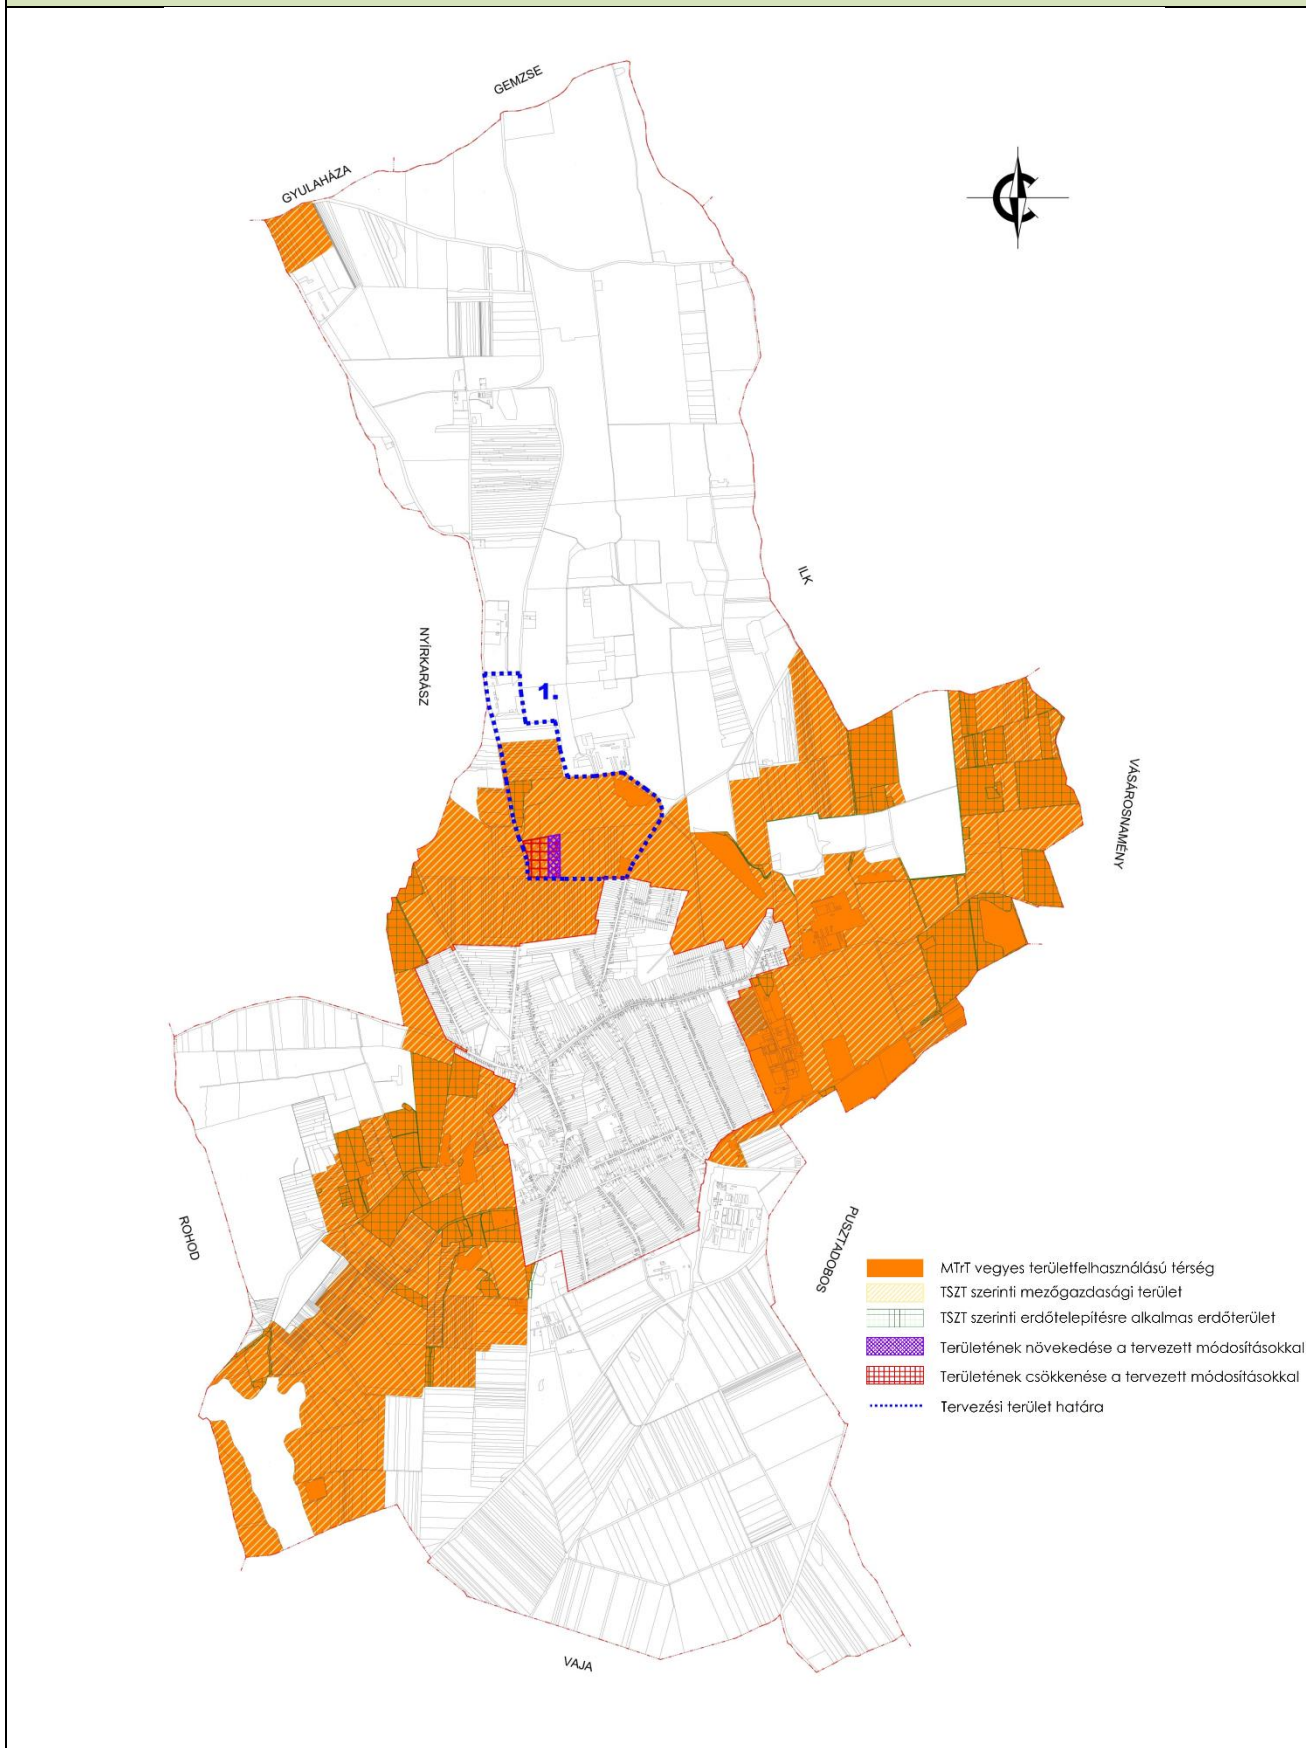 GEMZSE
GYULAHÁZA
ILK
NYÍRKARÁSZ
1.
VÁSÁROSNAMÉNY
ROHOD
PUSZTADOBOS
MTrT vegyes területfelhasználású térség
TSZT szerinti mezőgazdasági terület
TSZT szerinti erdőtelepítésre alkalmas erdőterület
Területének növekedése a tervezett módosításokkal
Területének csökkenése a tervezett módosításokkal
Tervezési terület határa
VAJA